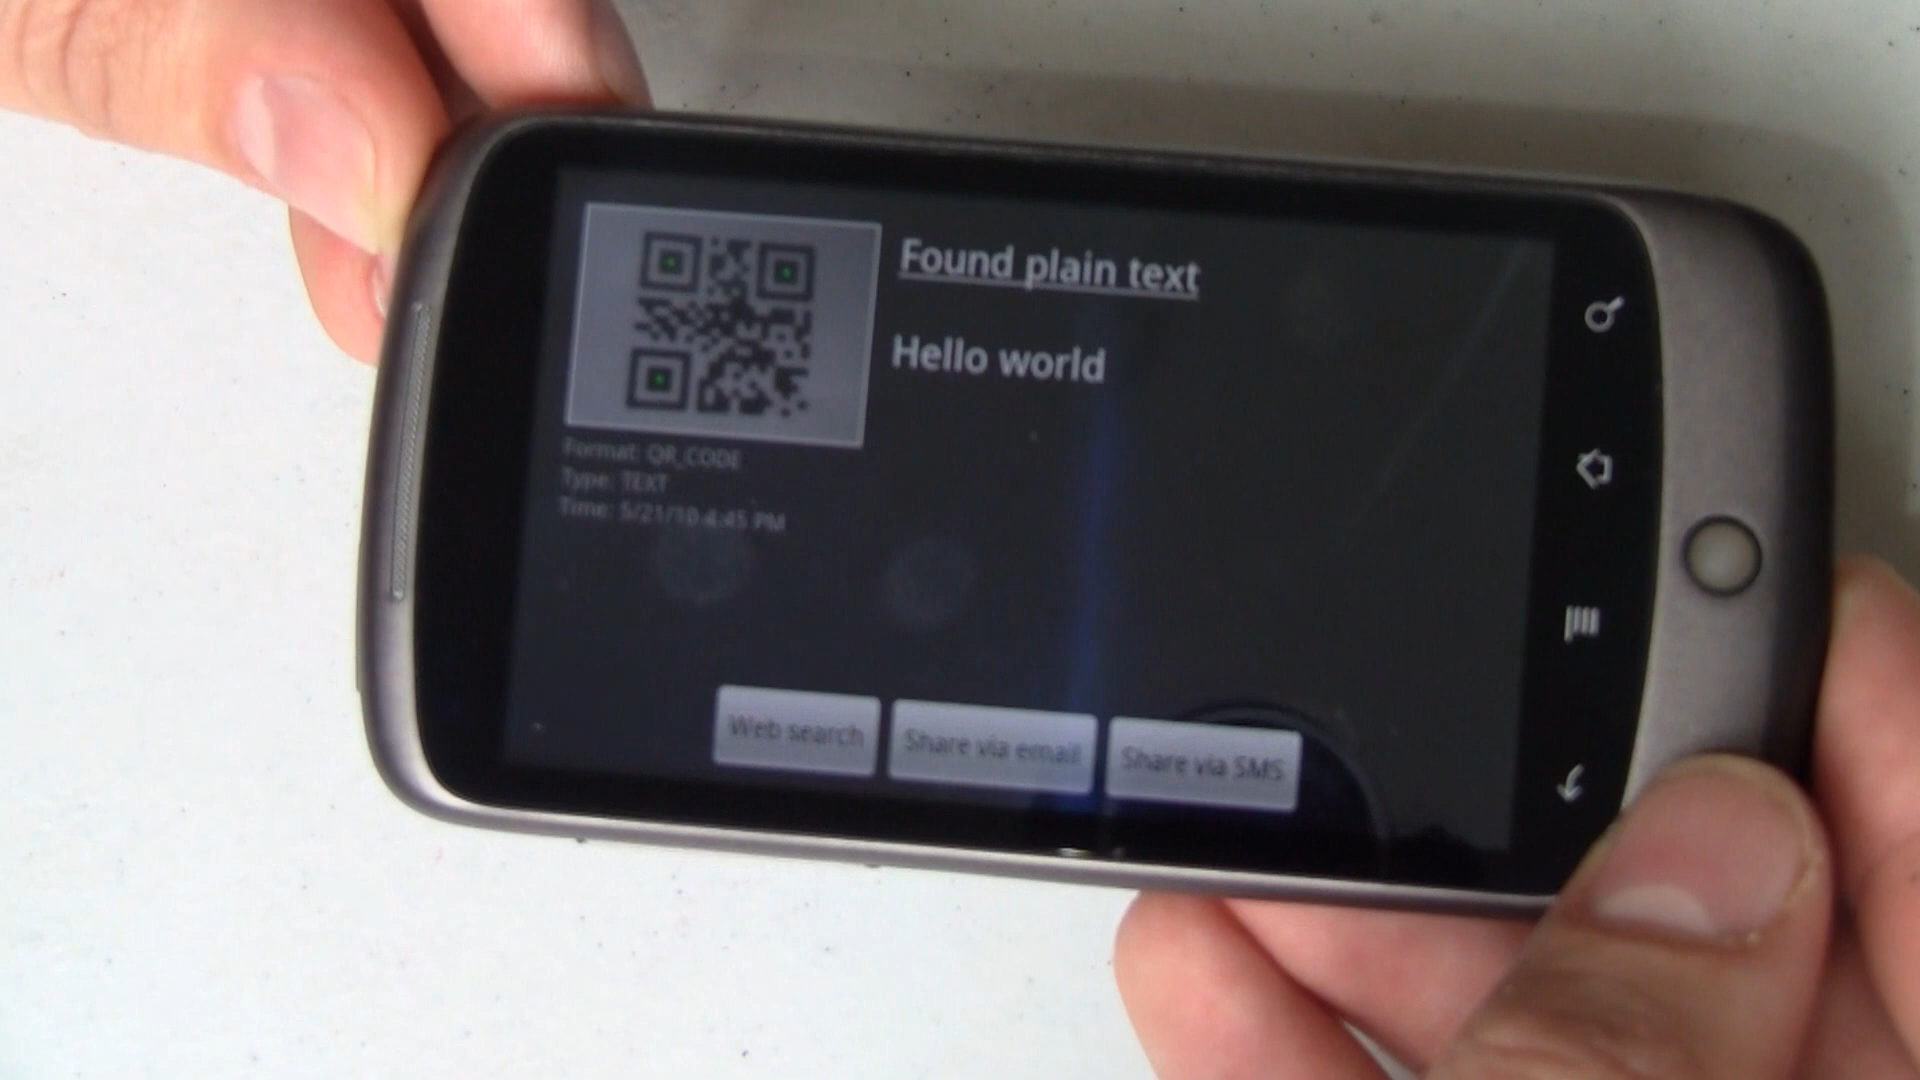 Found plain text
Hello world
Format: QR_CODE
Type: TEXT
Time: 5/21/10 4:45 PM
Web search
Share via email
Share via SMS